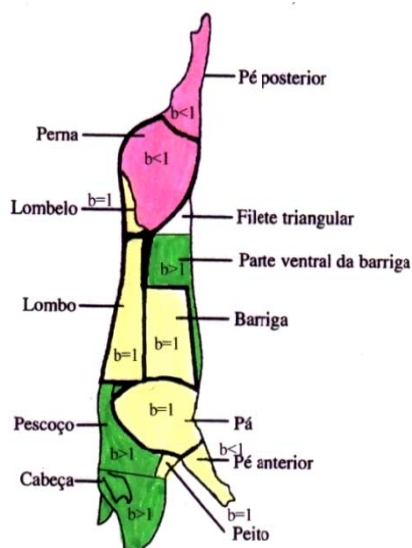 Pé posterior
b<1
Perna
b<1
b=1
Lombelo
Filete triangular
b>1
Parte ventral da barriga
Lombo
Barriga
b=1
b=1
b=1
Pescoço
Pá
b<1
b>1
Pé anterior
Cabeça
b>1
b=1
Peito